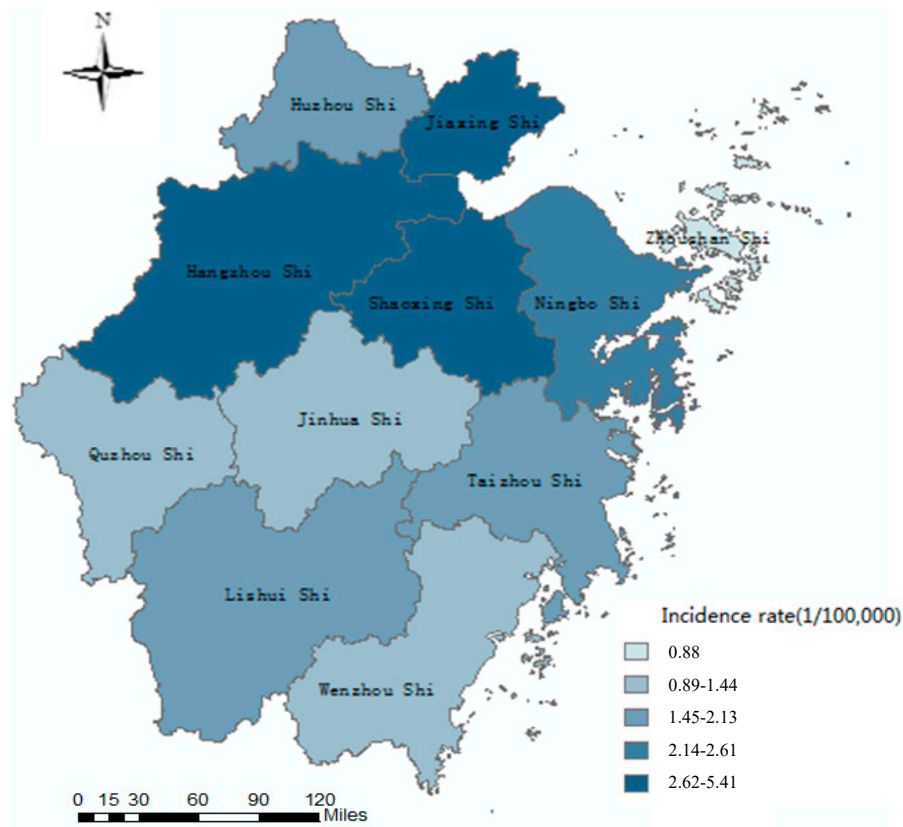 N
Huzhou Shi
Jiaxing Shi
Zhoushan Shi
Hangzhou Shi
Shaoxing Shi
Ningbo Shi
Jinhua Shi
Quzhou Shi
Taizhou Shi
Lishui Shi
Wenzhou Shi
Incidence rate(1/100,000)
0.88
0.89-1.44
1.45-2.13
2.14-2.61
2.62-5.41
0 15 30 60 90 120
Miles